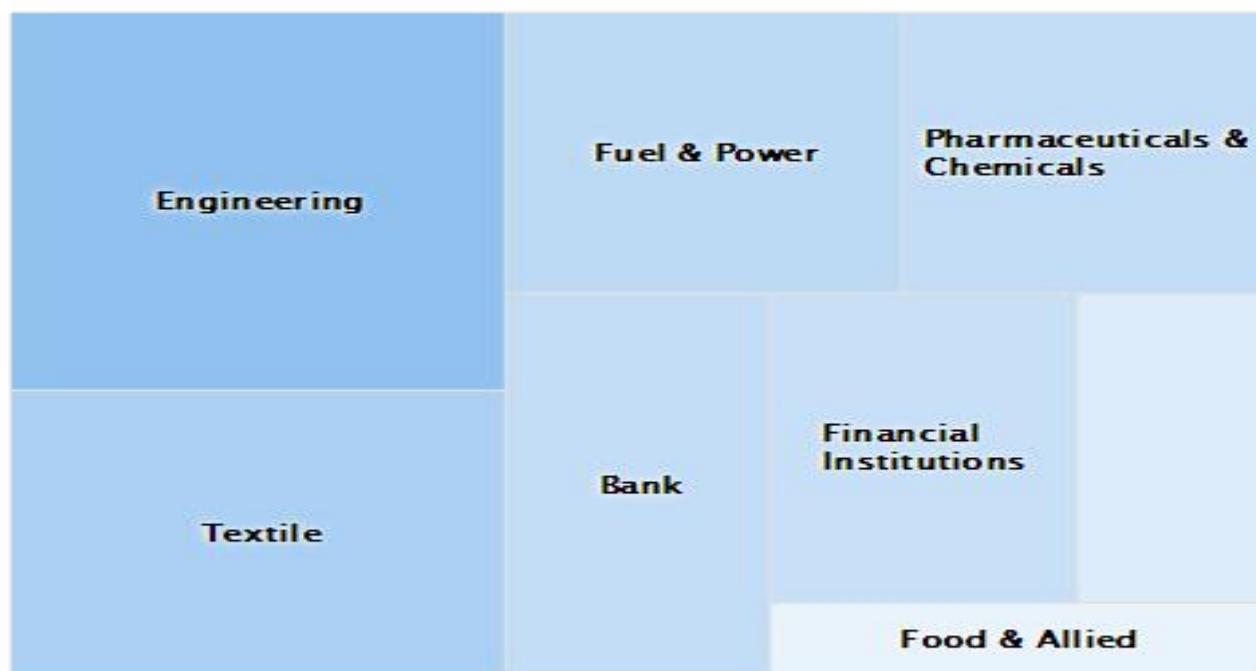 Engineering
Fuel & Power
Pharmaceuticals &
Chemicals
Textile
Bank
Financial
Institutions
Food & Allied